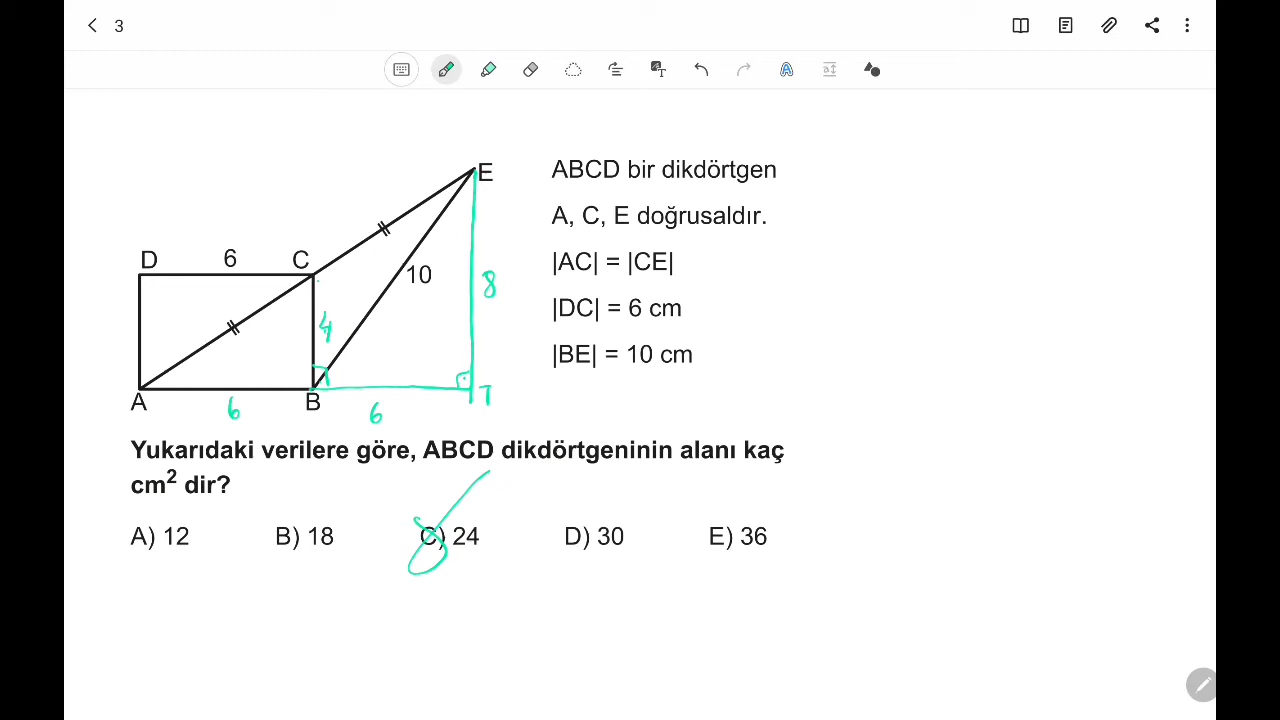 3
E
ABCD bir dikdörtgen
A, C, E doğrusaldır.
D 6 C
|AC| = |CE|
10
8
|DC| = 6 cm
4
|BE| = 10 cm
A B T
6 6
Yukarıdaki verilere göre, ABCD dikdörtgeninin alanı kaç
cm² dir?
A) 12 B) 18 C) 24 D) 30 E) 36